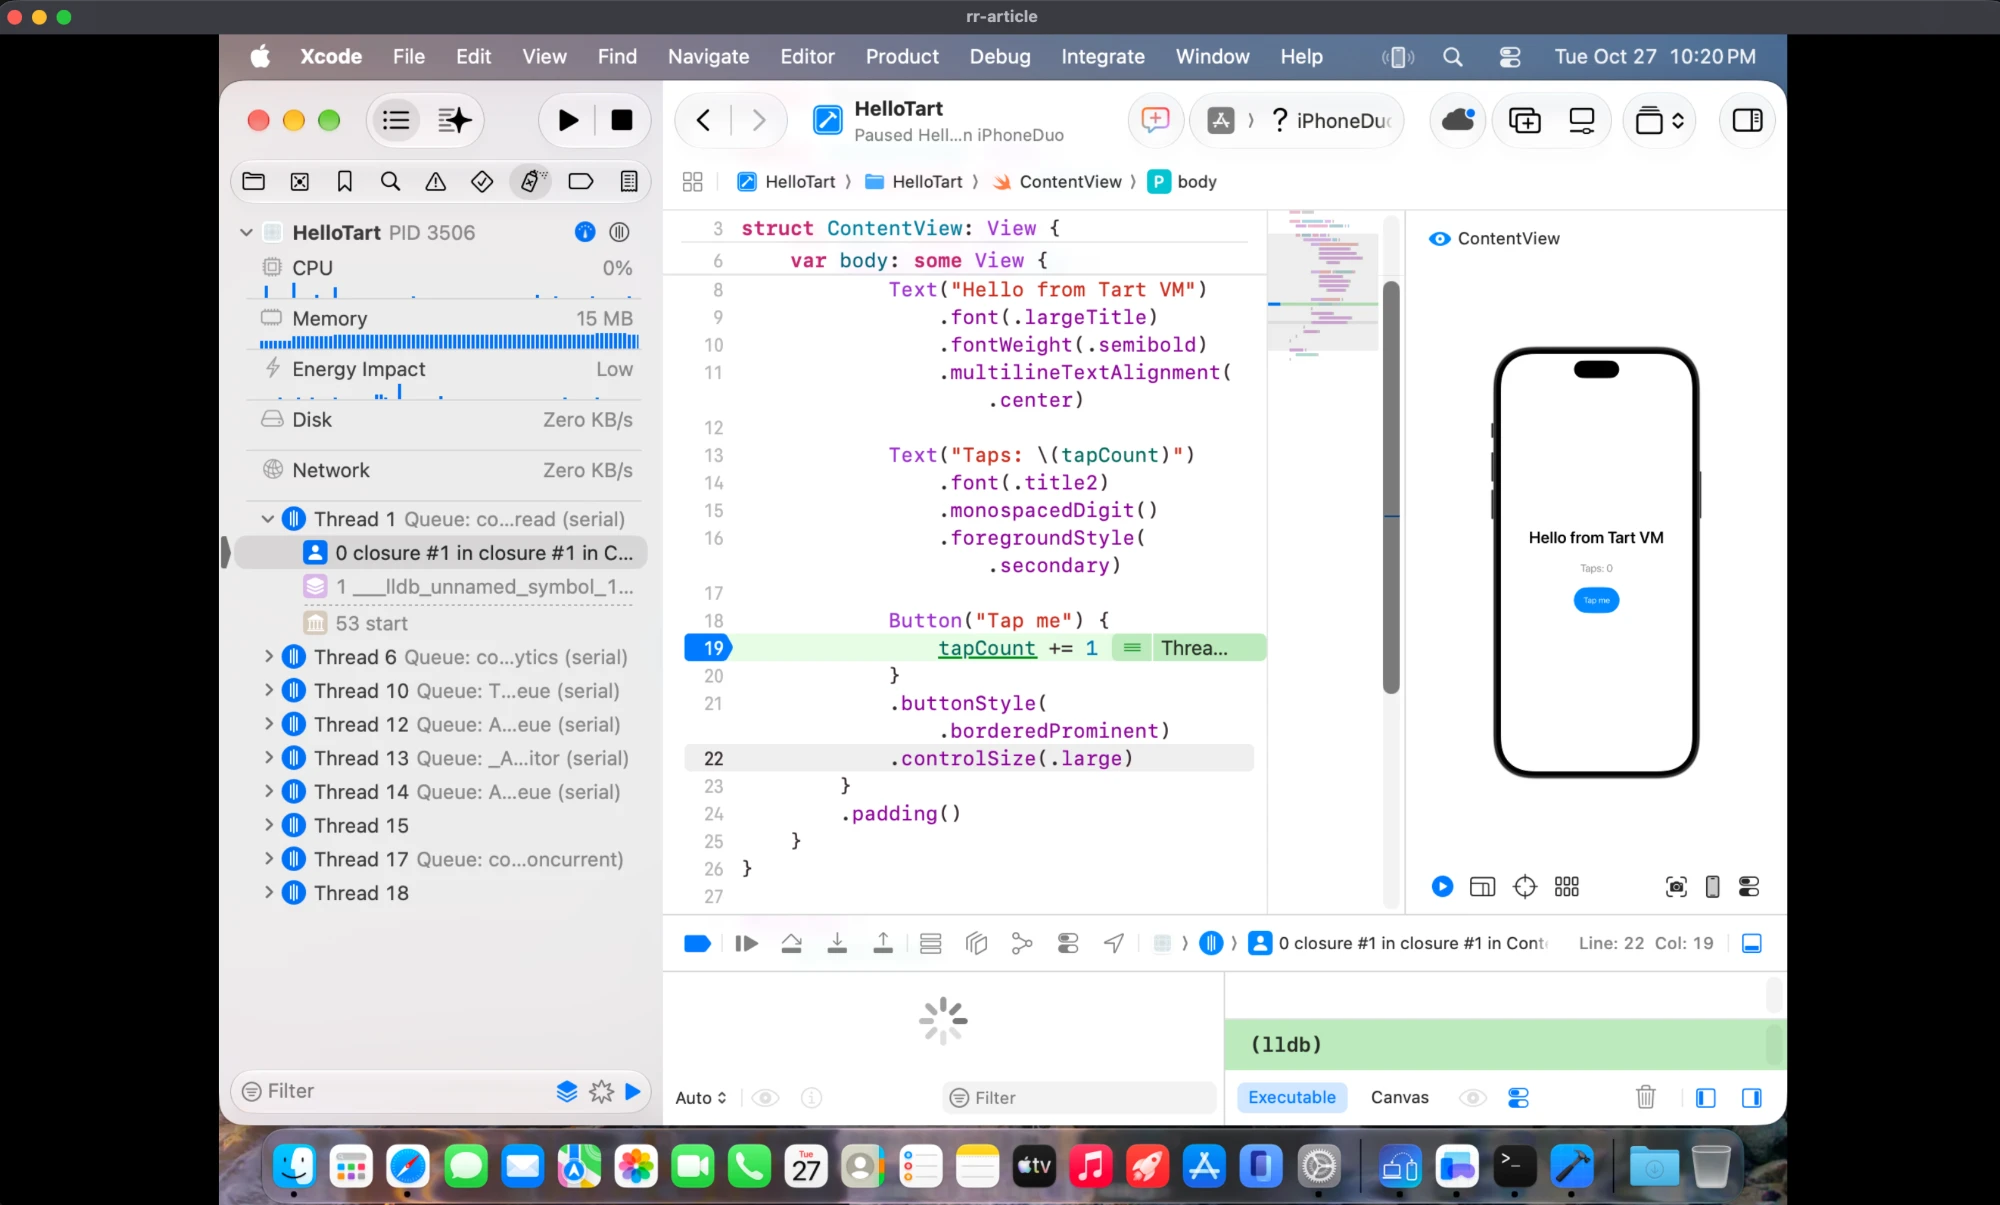 rr-article
Xcode File Edit View Find Navigate Editor Product Debug Integrate Window Help Tue Oct 27 10:20 PM
HelloTart
Paused Hell...n iPhoneDuo
? iPhoneDu
HelloTart HelloTart ContentView P body
HelloTart PID 3506
CPU 0%
Memory 15 MB
Energy Impact Low
Disk Zero KB/s
Network Zero KB/s
Thread 1 Queue: co...read (serial)
0 closure #1 in closure #1 in C...
1 ___lldb_unnamed_symbol_1...
53 start
Thread 6 Queue: co...ytics (serial)
Thread 10 Queue: T...eue (serial)
Thread 12 Queue: A...eue (serial)
Thread 13 Queue: _A...itor (serial)
Thread 14 Queue: A...eue (serial)
Thread 15
Thread 17 Queue: co...oncurrent)
Thread 18
Filter
3 struct ContentView: View {
6 var body: some View {
8 Text("Hello from Tart VM")
9 .font(.largeTitle)
10 .fontWeight(.semibold)
11 .multilineTextAlignment(
.center)
12
13 Text("Taps: \(tapCount)")
14 .font(.title2)
15 .monospacedDigit()
16 .foregroundStyle(
.secondary)
17
18 Button("Tap me") {
19 tapCount += 1 Threa...
20 }
21 .buttonStyle(
.borderedProminent)
22 .controlSize(.large)
23 }
24 .padding()
25 }
26 }
27
ContentView
Hello from Tart VM
Taps: 0
Tap me
0 closure #1 in closure #1 in Cont Line: 22 Col: 19
(lldb)
Auto Filter
Executable Canvas
Tue
27
tv
>_